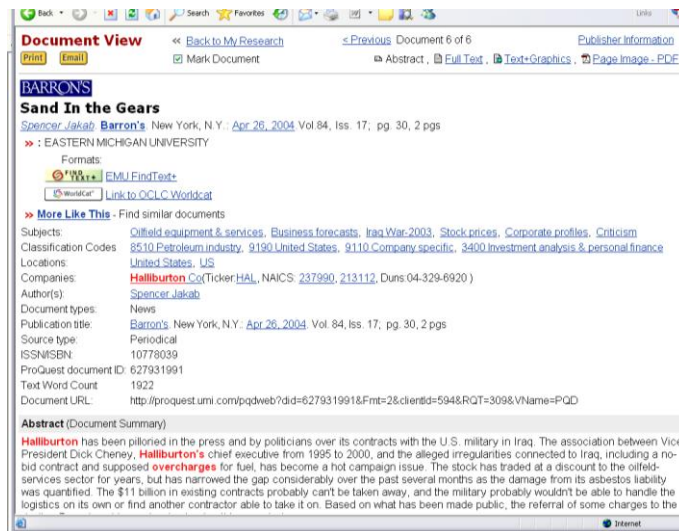 Back Search Favorites Links
Document View « Back to My Research < Previous Document 6 of 6 Publisher Information
Print Email Mark Document Abstract , Full Text , Text+Graphics , Page Image - PDF
BARRON'S
Sand In the Gears
Spencer Jakab. Barron's. New York, N.Y.: Apr 26, 2004. Vol.84, Iss. 17; pg. 30, 2 pgs
» : EASTERN MICHIGAN UNIVERSITY
Formats:
FIND TEXT+ EMU FindText+
WorldCat Link to OCLC Worldcat
» More Like This - Find similar documents
Subjects: Oilfield equipment & services, Business forecasts, Iraq War-2003, Stock prices, Corporate profiles, Criticism
Classification Codes 8510 Petroleum industry, 9190 United States, 9110 Company specific, 3400 Investment analysis & personal finance
Locations: United States, US
Companies: Halliburton Co(Ticker:HAL, NAICS: 237990, 213112, Duns:04-329-6920 )
Author(s): Spencer Jakab
Document types: News
Publication title: Barron's. New York, N.Y.: Apr 26, 2004. Vol. 84, Iss. 17; pg. 30, 2 pgs
Source type: Periodical
ISSN/ISBN: 10778039
ProQuest document ID: 627931991
Text Word Count 1922
Document URL: http://proquest.umi.com/pqdweb?did=627931991&Fmt=2&clientId=594&RQT=309&VName=PQD
Abstract (Document Summary)
Halliburton has been pilloried in the press and by politicians over its contracts with the U.S. military in Iraq. The association between Vice
President Dick Cheney, Halliburton's chief executive from 1995 to 2000, and the alleged irregularities connected to Iraq, including a no-
bid contract and supposed overcharges for fuel, has become a hot campaign issue. The stock has traded at a discount to the oilfeld-
services sector for years, but has narrowed the gap considerably over the past several months as the damage from its asbestos liability
was quantified. The $11 billion in existing contracts probably can't be taken away, and the military probably wouldn't be able to handle the
logistics on its own or find another contractor able to take it on. Based on what has been made public, the referral of some charges to the
Internet